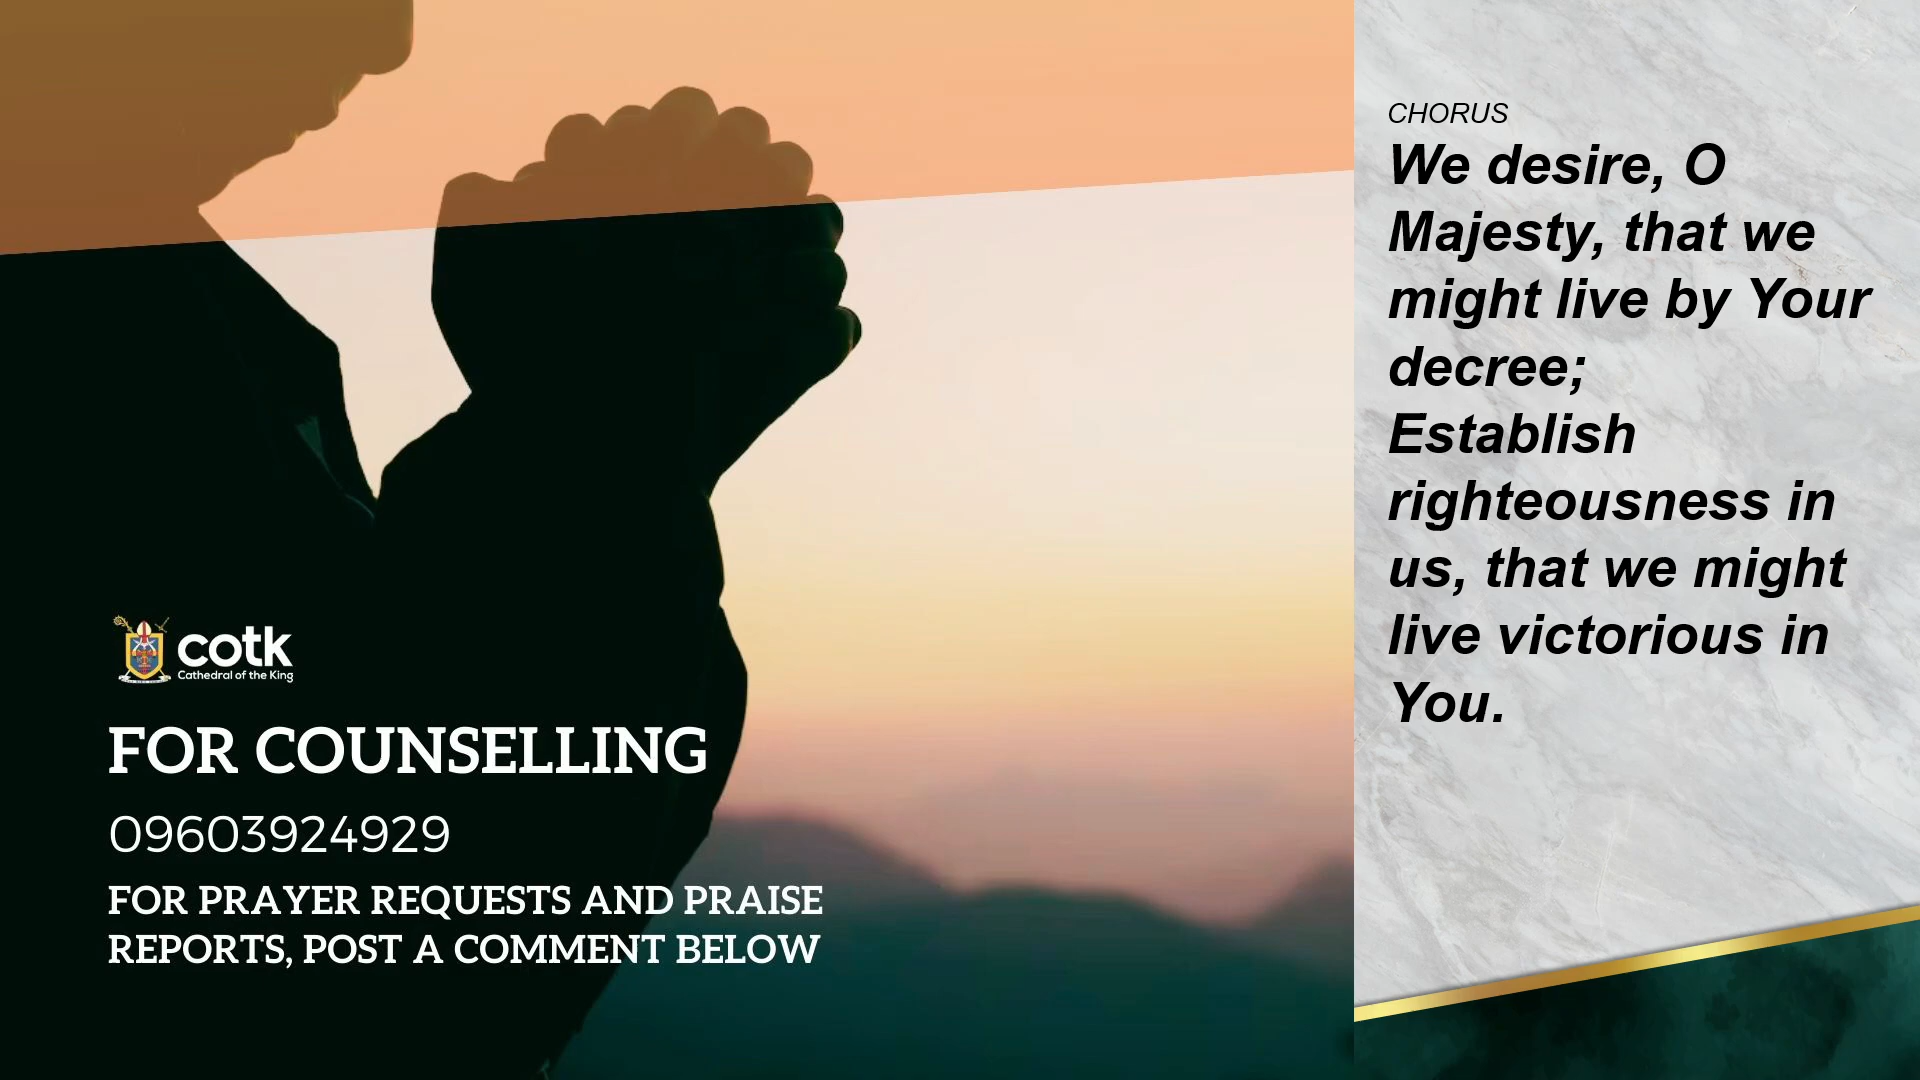 cotk
Cathedral of the King
FOR COUNSELLING
09603924929
FOR PRAYER REQUESTS AND PRAISE
REPORTS, POST A COMMENT BELOW
CHORUS
We desire, O
Majesty, that we
might live by Your
decree;
Establish
righteousness in
us, that we might
live victorious in
You.